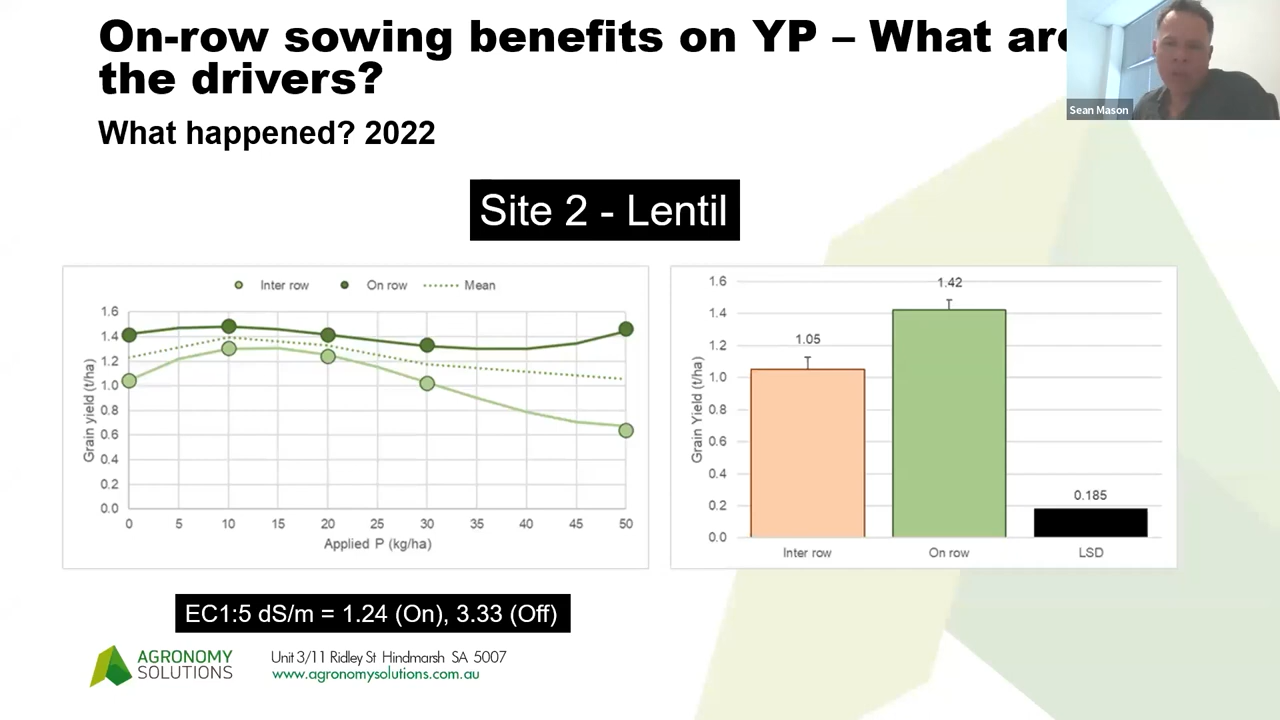 On-row sowing benefits on YP – What are
the drivers?
Sean Mason
What happened? 2022
Site 2 - Lentil
Inter row On row Mean
Grain yield (t/ha)
1.6
1.4
1.2
1.0
0.8
0.6
0.4
0.2
0.0
0 5 10 15 20 25 30 35 40 45 50
Applied P (kg/ha)
Grain Yield (t/ha)
1.6
1.4
1.2
1.0
0.8
0.6
0.4
0.2
0.0
1.05
1.42
0.185
Inter row On row LSD
EC1:5 dS/m = 1.24 (On), 3.33 (Off)
AGRONOMY
SOLUTIONS
Unit 3/11 Ridley St Hindmarsh SA 5007
www.agronomysolutions.com.au